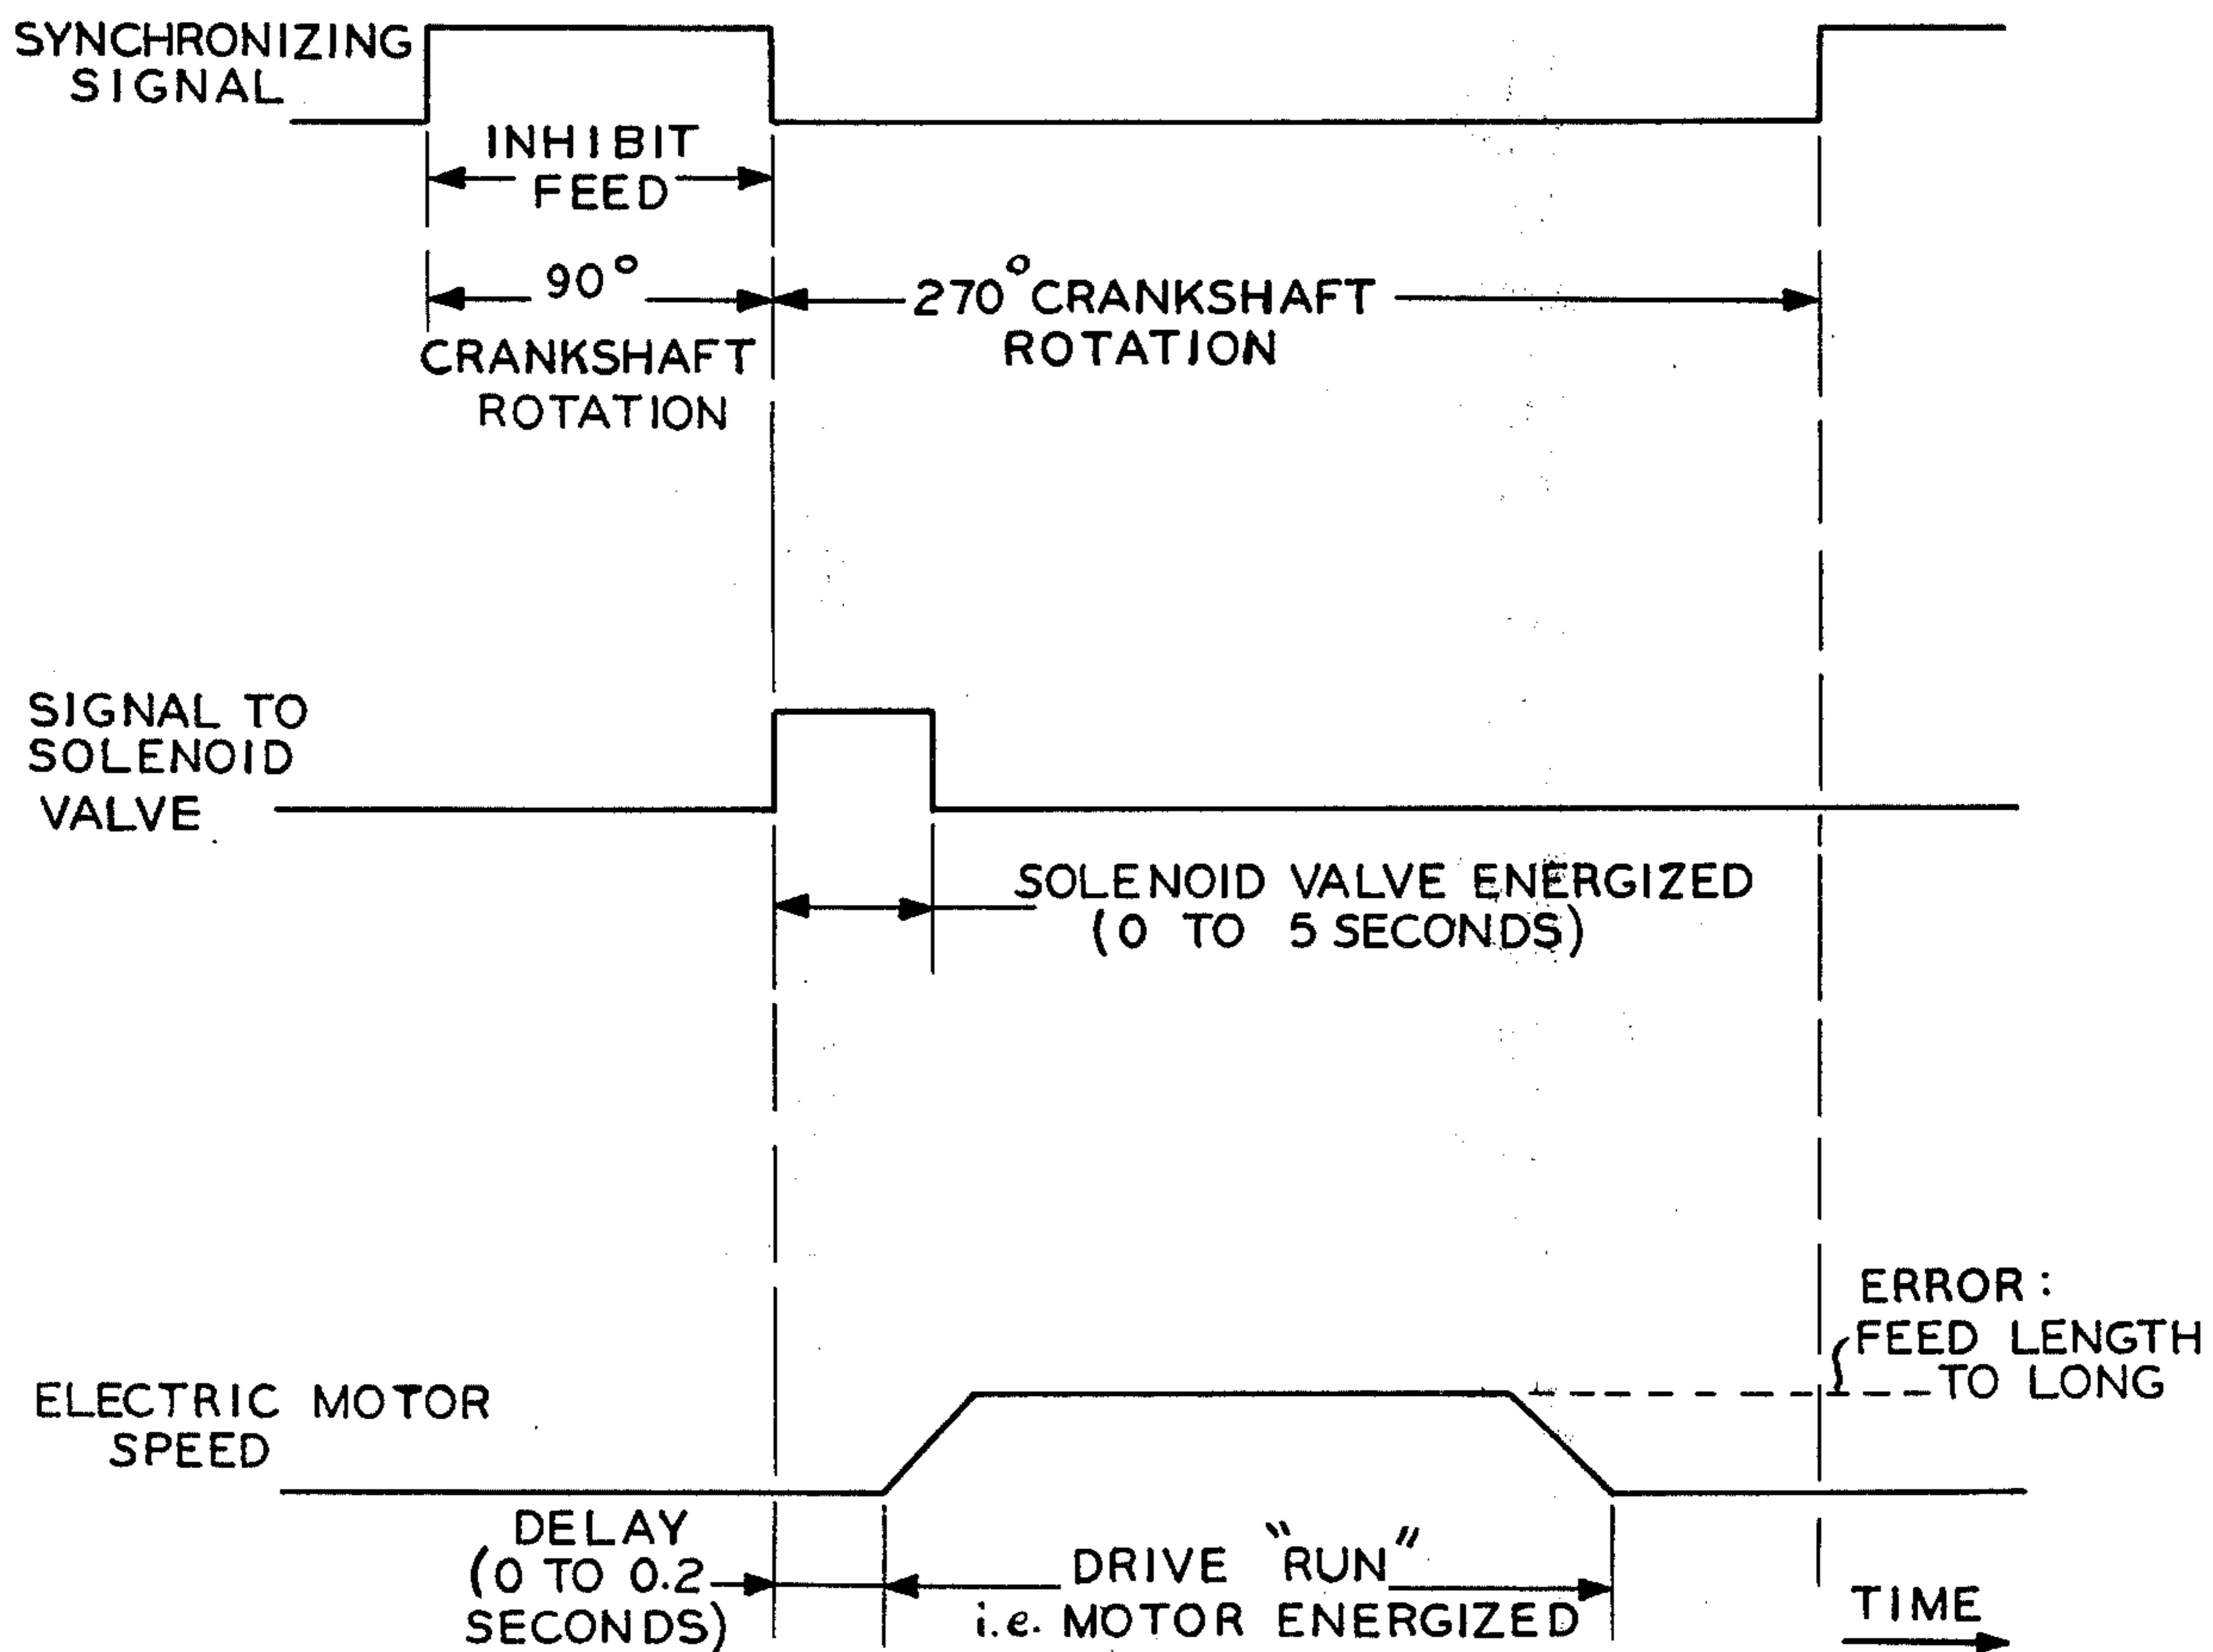 SYNCHRONIZING
SIGNAL
INHIBIT
FEED
90°
CRANKSHAFT
ROTATION
270° CRANKSHAFT
ROTATION
SIGNAL TO
SOLENOID
VALVE
SOLENOID VALVE ENERGIZED
(0 TO 5 SECONDS)
ERROR:
FEED LENGTH
TO LONG
ELECTRIC MOTOR
SPEED
DELAY
(0 TO 0.2
SECONDS)
DRIVE "RUN"
i.e. MOTOR ENERGIZED
TIME